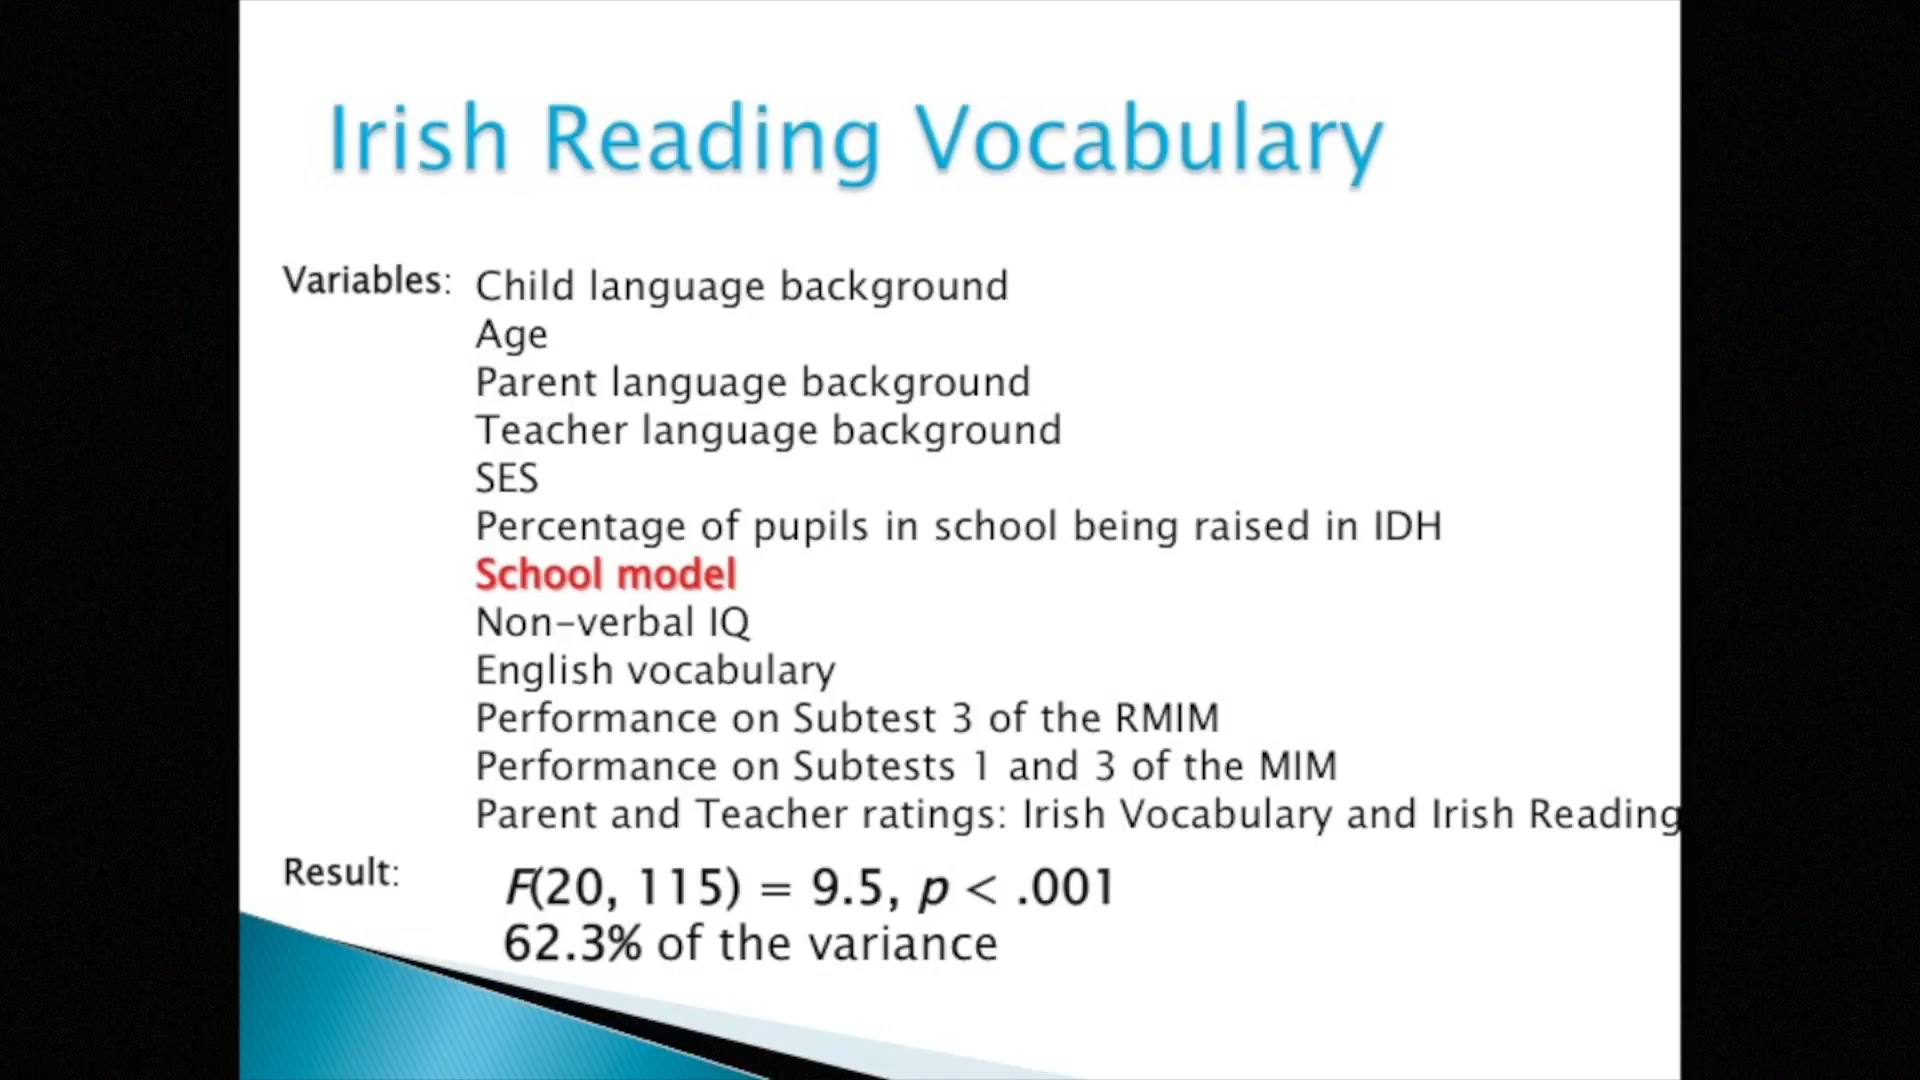 Irish Reading Vocabulary
Variables: Child language background
Age
Parent language background
Teacher language background
SES
Percentage of pupils in school being raised in IDH
School model
Non-verbal IQ
English vocabulary
Performance on Subtest 3 of the RMIM
Performance on Subtests 1 and 3 of the MIM
Parent and Teacher ratings: Irish Vocabulary and Irish Reading
Result: F(20, 115) = 9.5, p < .001
62.3% of the variance